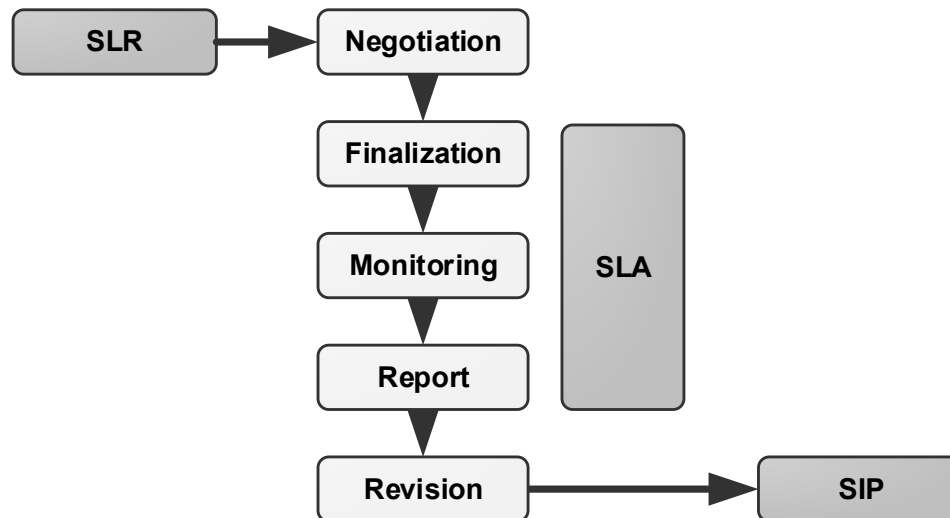 SLR
Negotiation
Finalization
Monitoring
SLA
Report
Revision
SIP